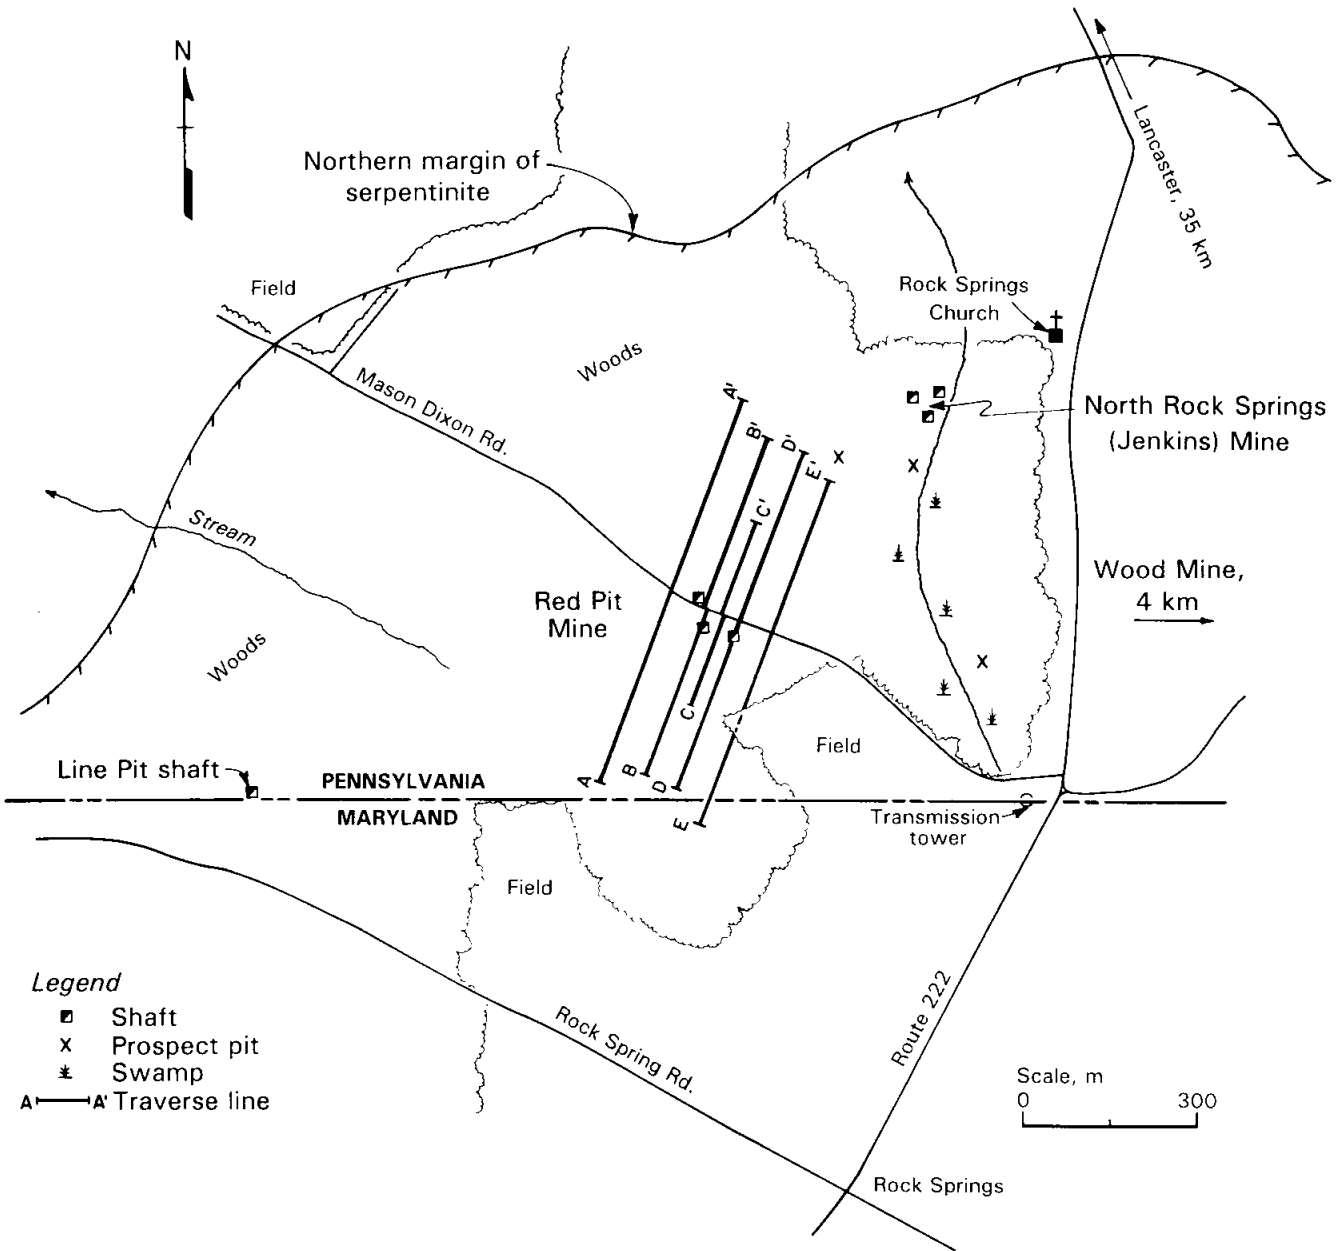 N
Northern margin of
serpentinite
Lancaster, 35 km
Field
Rock Springs
Church
Woods
Mason Dixon Rd.
A'
B'
D'
E'
C'
North Rock Springs
(Jenkins) Mine
Stream
Red Pit
Mine
Wood Mine,
4 km
Woods
C
Field
Line Pit shaft
PENNSYLVANIA
MARYLAND
A
B
D
E
Transmission
tower
Field
Legend
Shaft
X Prospect pit
Swamp
A A' Traverse line
Rock Spring Rd.
Route 222
Scale, m
0 300
Rock Springs